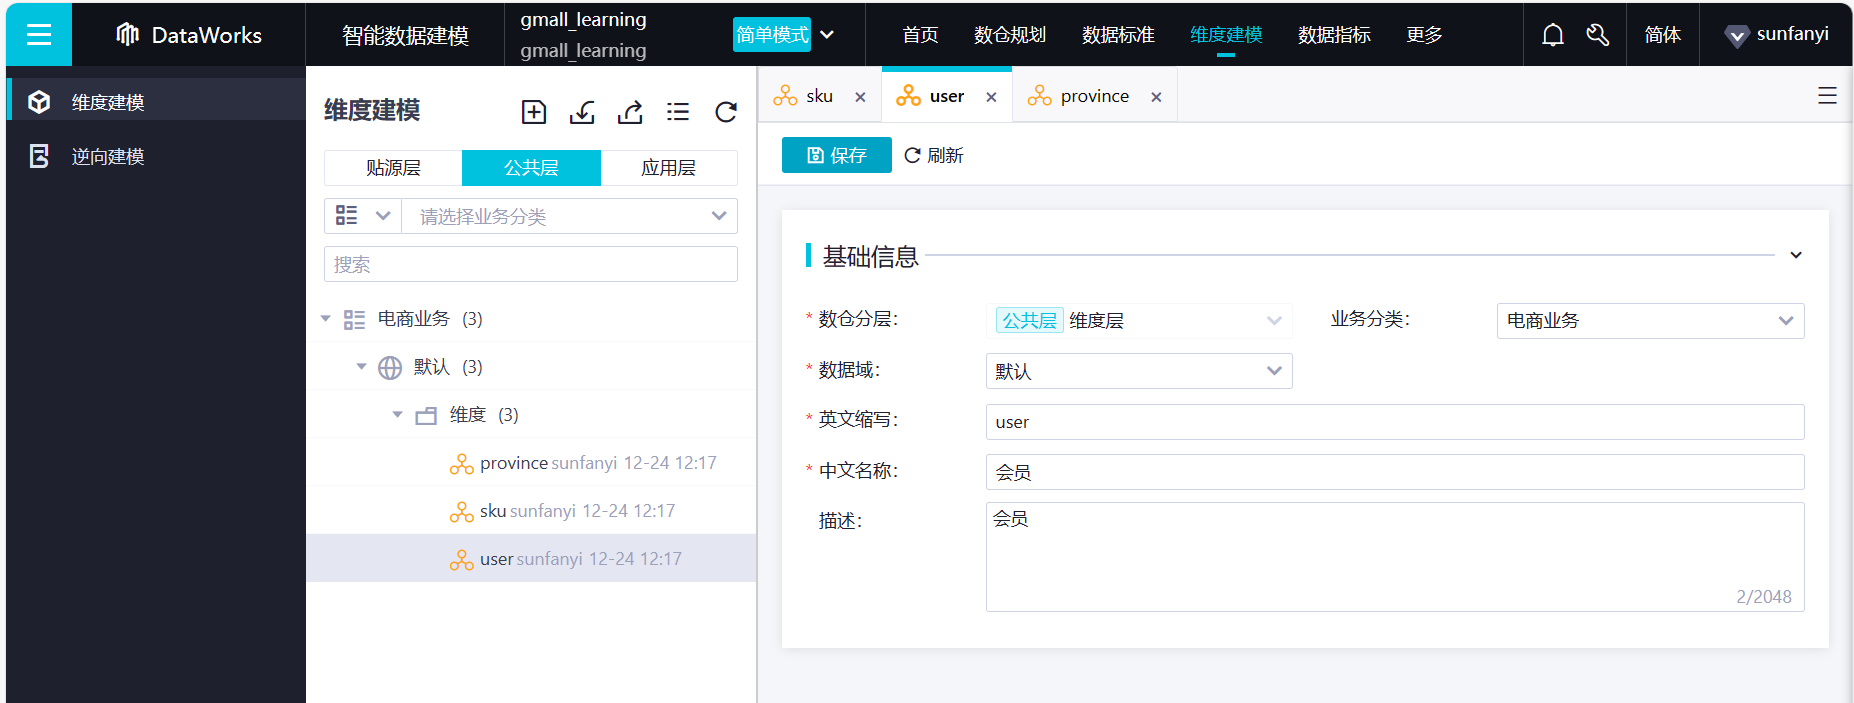 DataWorks
智能数据建模
gmall_learning
gmall_learning
简单模式
首页
数仓规划
数据标准
维度建模
数据指标
更多
简体
sunfanyi
维度建模
逆向建模
维度建模
贴源层
公共层
应用层
请选择业务分类
搜索
电商业务 (3)
默认 (3)
维度 (3)
province sunfanyi 12-24 12:17
sku sunfanyi 12-24 12:17
user sunfanyi 12-24 12:17
sku
user
province
保存
刷新
基础信息
* 数仓分层:
公共层 维度层
业务分类:
电商业务
* 数据域:
默认
* 英文缩写:
user
* 中文名称:
会员
描述:
会员
2/2048